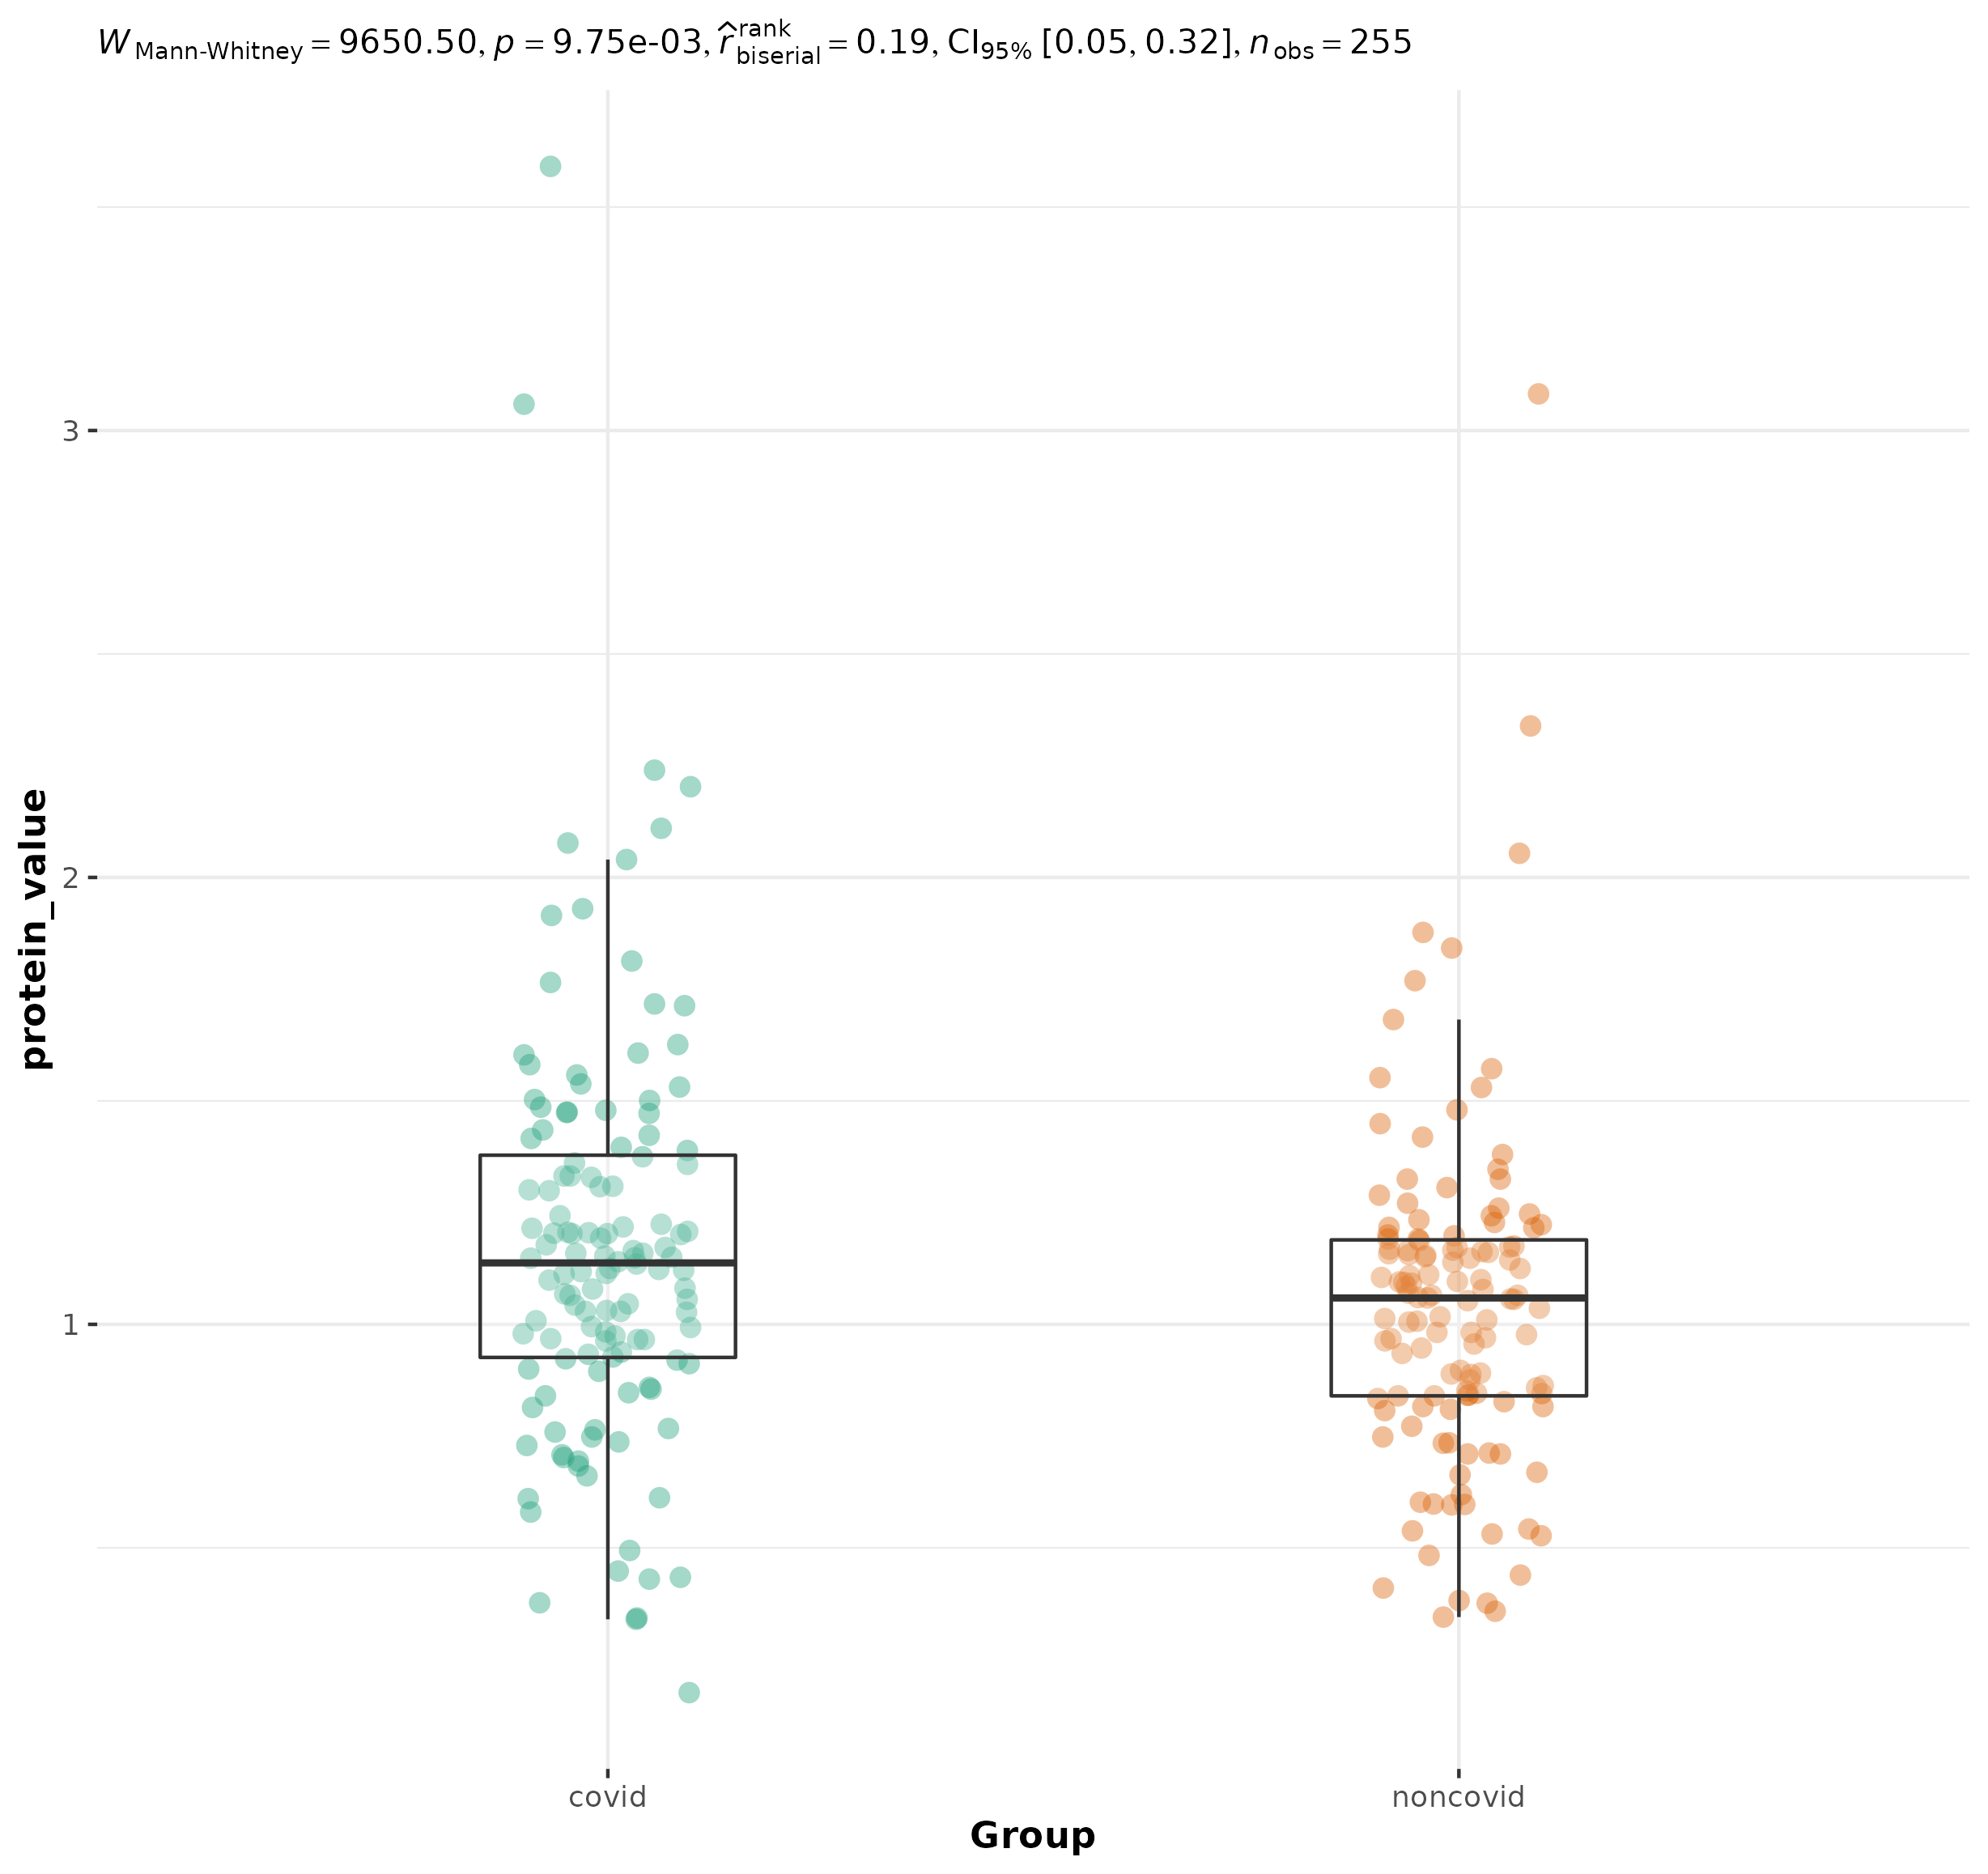 W Mann-Whitney = 9650.50, p = 9.75e-03, r̂ rank biserial = 0.19, CI95% [0.05, 0.32], nobs = 255
protein_value
3
2
1
covid noncovid
Group